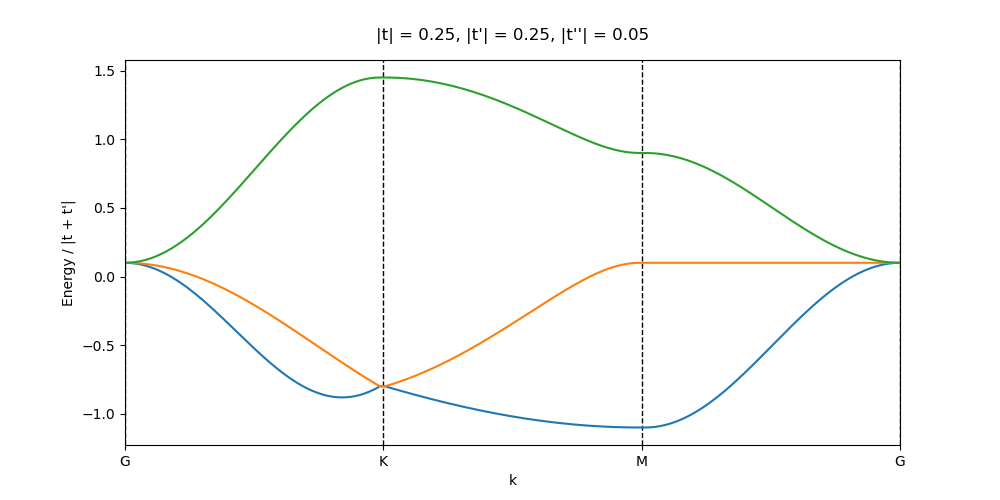 |t| = 0.25, |t'| = 0.25, |t''| = 0.05
Energy / |t + t'|
1.5
1.0
0.5
0.0
−0.5
−1.0
G
K
M
G
k